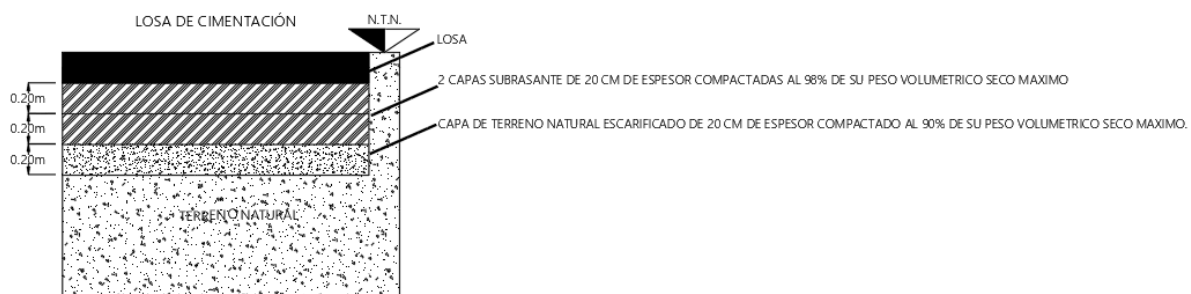 LOSA DE CIMENTACIÓN
N.T.N.
LOSA
2 CAPAS SUBRASANTE DE 20 CM DE ESPESOR COMPACTADAS AL 98% DE SU PESO VOLUMETRICO SECO MAXIMO
0.20m
0.20m
CAPA DE TERRENO NATURAL ESCARIFICADO DE 20 CM DE ESPESOR COMPACTADO AL 90% DE SU PESO VOLUMETRICO SECO MAXIMO.
0.20m
TERRENO NATURAL